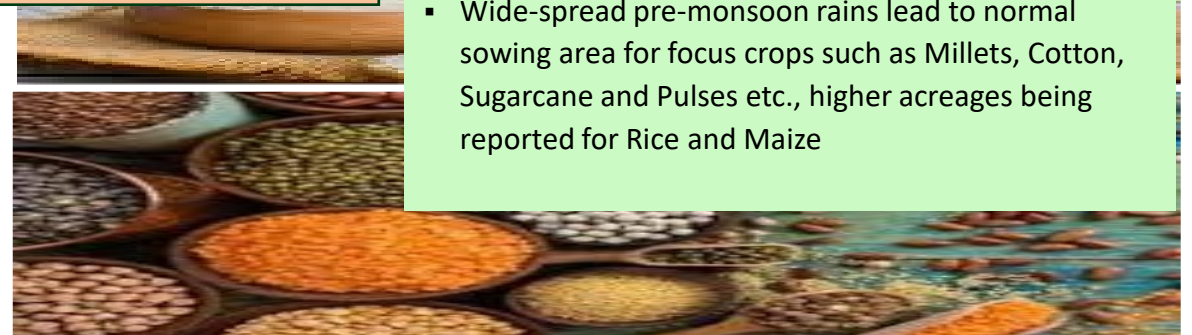 ▪ Wide-spread pre-monsoon rains lead to normal
sowing area for focus crops such as Millets, Cotton,
Sugarcane and Pulses etc., higher acreages being
reported for Rice and Maize